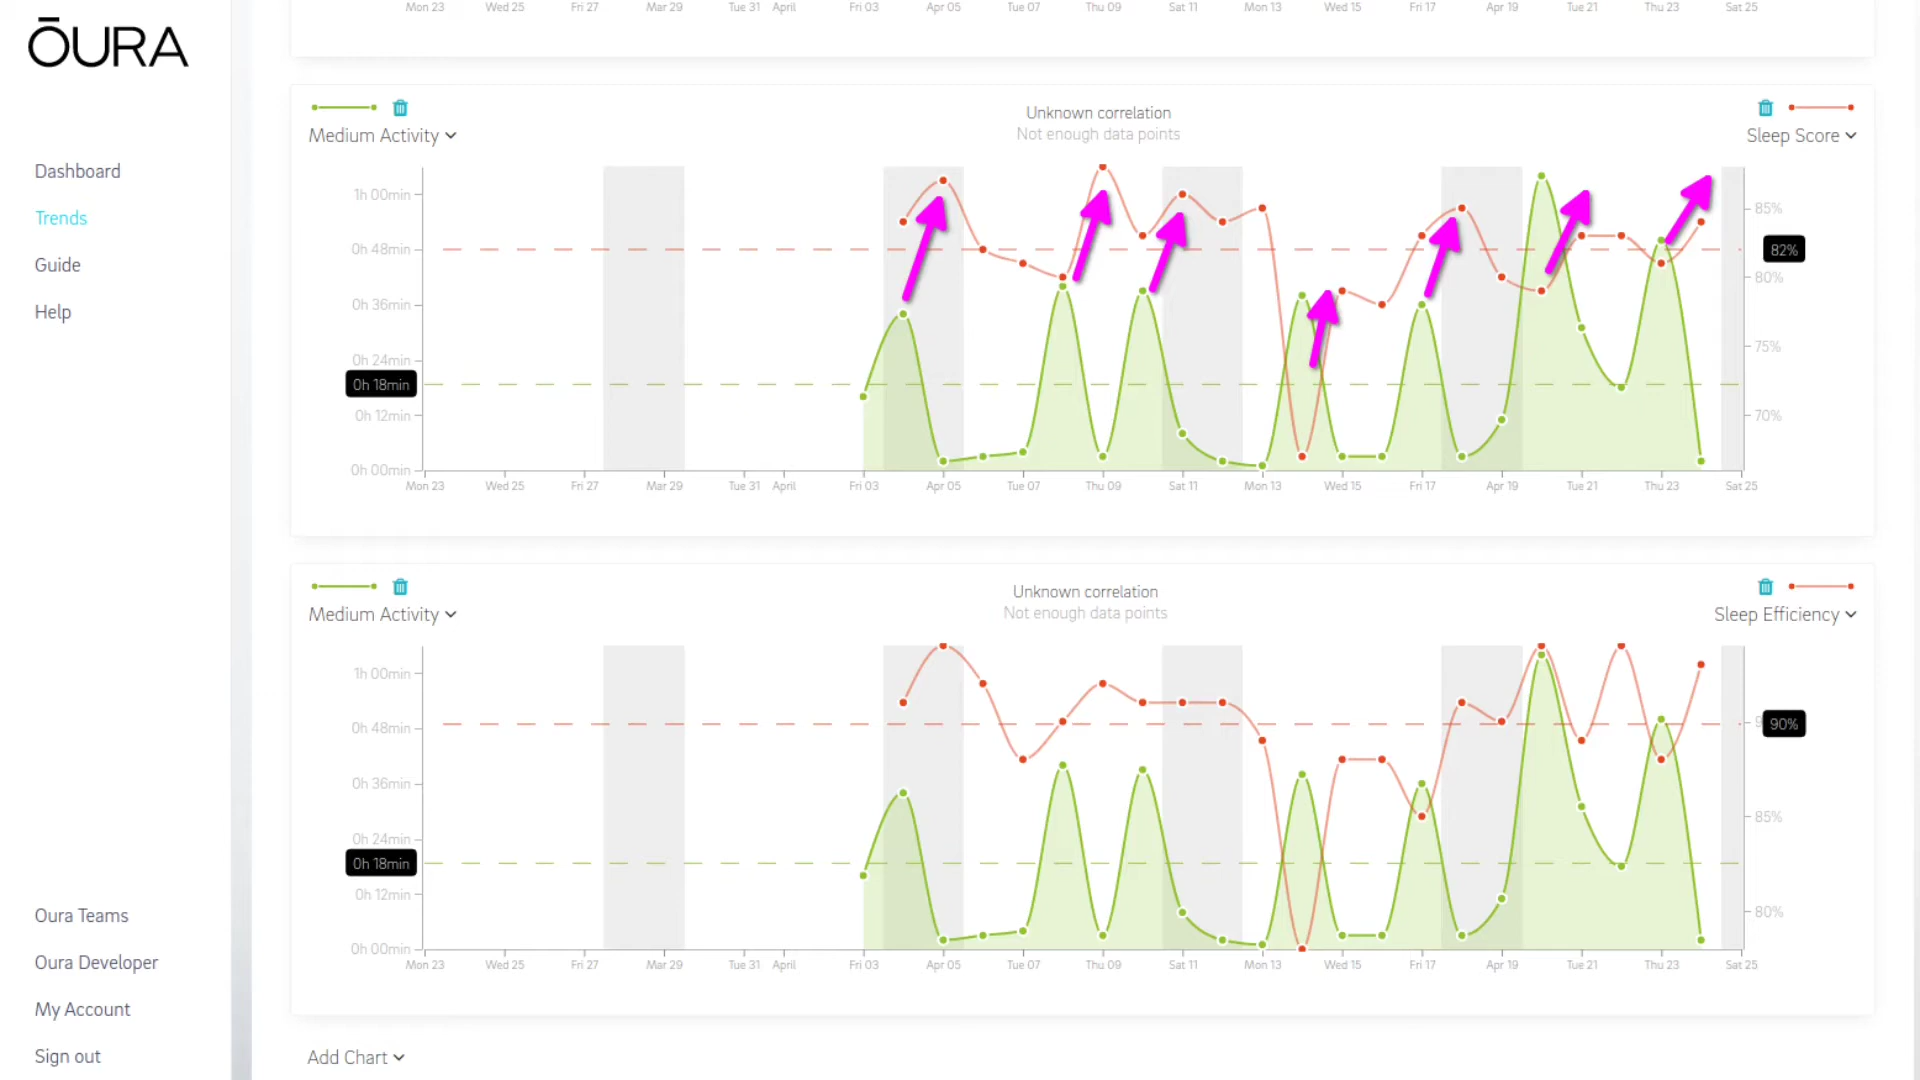 ŌURA
Dashboard
Trends
Guide
Help
Oura Teams
Oura Developer
My Account
Sign out
Mon 23 Wed 25 Fri 27 Mar 29 Tue 31 April Fri 03 Apr 05 Tue 07 Thu 09 Sat 11 Mon 13 Wed 15 Fri 17 Apr 19 Tue 21 Thu 23 Sat 25
Medium Activity
Unknown correlation
Not enough data points
Sleep Score
1h 00min
0h 48min
0h 36min
0h 24min
0h 18min
0h 12min
0h 00min
85%
82%
80%
75%
70%
Mon 23 Wed 25 Fri 27 Mar 29 Tue 31 April Fri 03 Apr 05 Tue 07 Thu 09 Sat 11 Mon 13 Wed 15 Fri 17 Apr 19 Tue 21 Thu 23 Sat 25
Medium Activity
Unknown correlation
Not enough data points
Sleep Efficiency
1h 00min
0h 48min
0h 36min
0h 24min
0h 18min
0h 12min
0h 00min
90%
85%
80%
Mon 23 Wed 25 Fri 27 Mar 29 Tue 31 April Fri 03 Apr 05 Tue 07 Thu 09 Sat 11 Mon 13 Wed 15 Fri 17 Apr 19 Tue 21 Thu 23 Sat 25
Add Chart